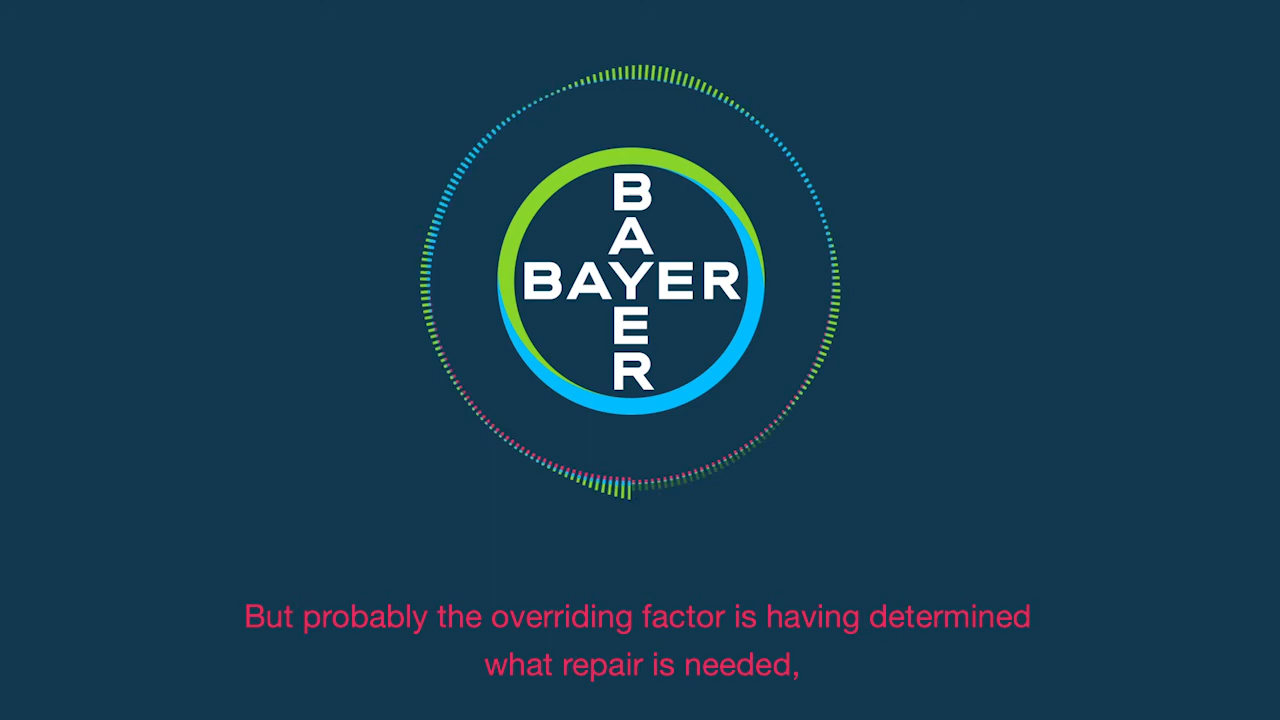 BAYER
BAYER
But probably the overriding factor is having determined
what repair is needed,